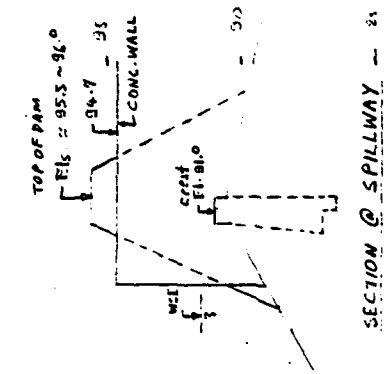 TOP OF DAM
Els ≈ 95.5 ~ 96.0
95
94.7
CONC. WALL
90
crest
El. 91.0
SECTION @ SPILLWAY